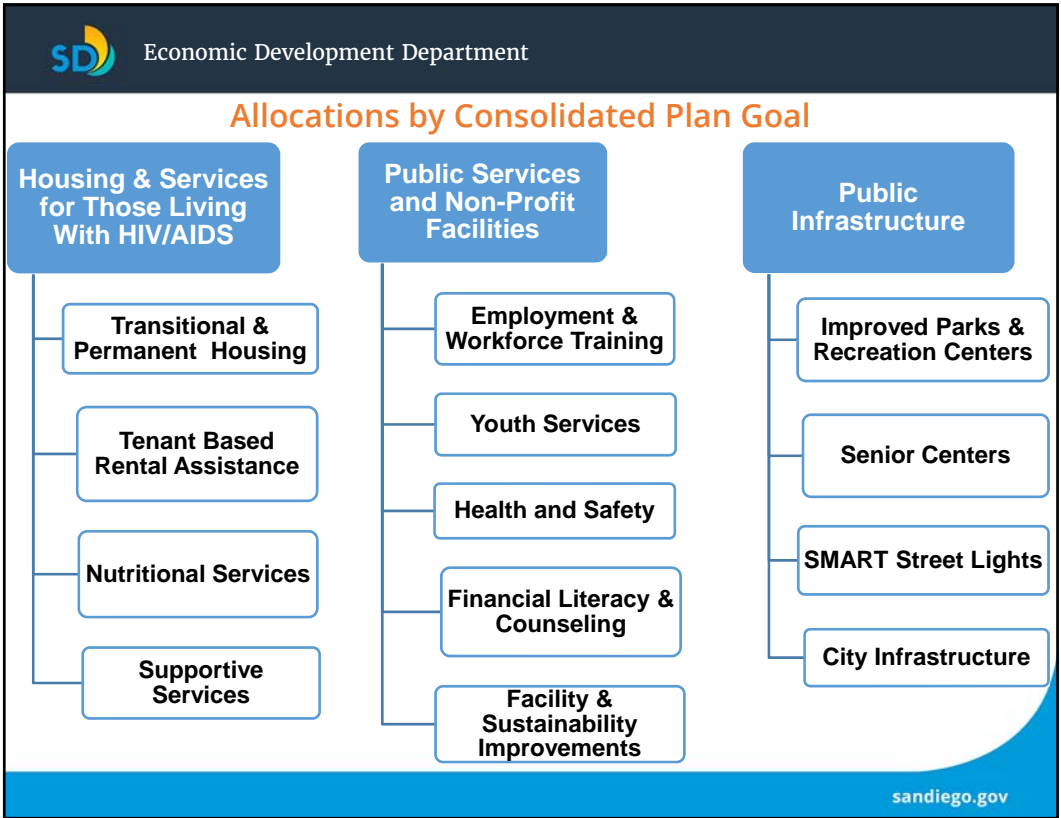 SD
Economic Development Department
Allocations by Consolidated Plan Goal
Housing & Services
for Those Living
With HIV/AIDS
Transitional &
Permanent Housing
Tenant Based
Rental Assistance
Nutritional Services
Supportive
Services
Public Services
and Non-Profit
Facilities
Employment &
Workforce Training
Youth Services
Health and Safety
Financial Literacy &
Counseling
Facility &
Sustainability
Improvements
Public
Infrastructure
Improved Parks &
Recreation Centers
Senior Centers
SMART Street Lights
City Infrastructure
sandiego.gov